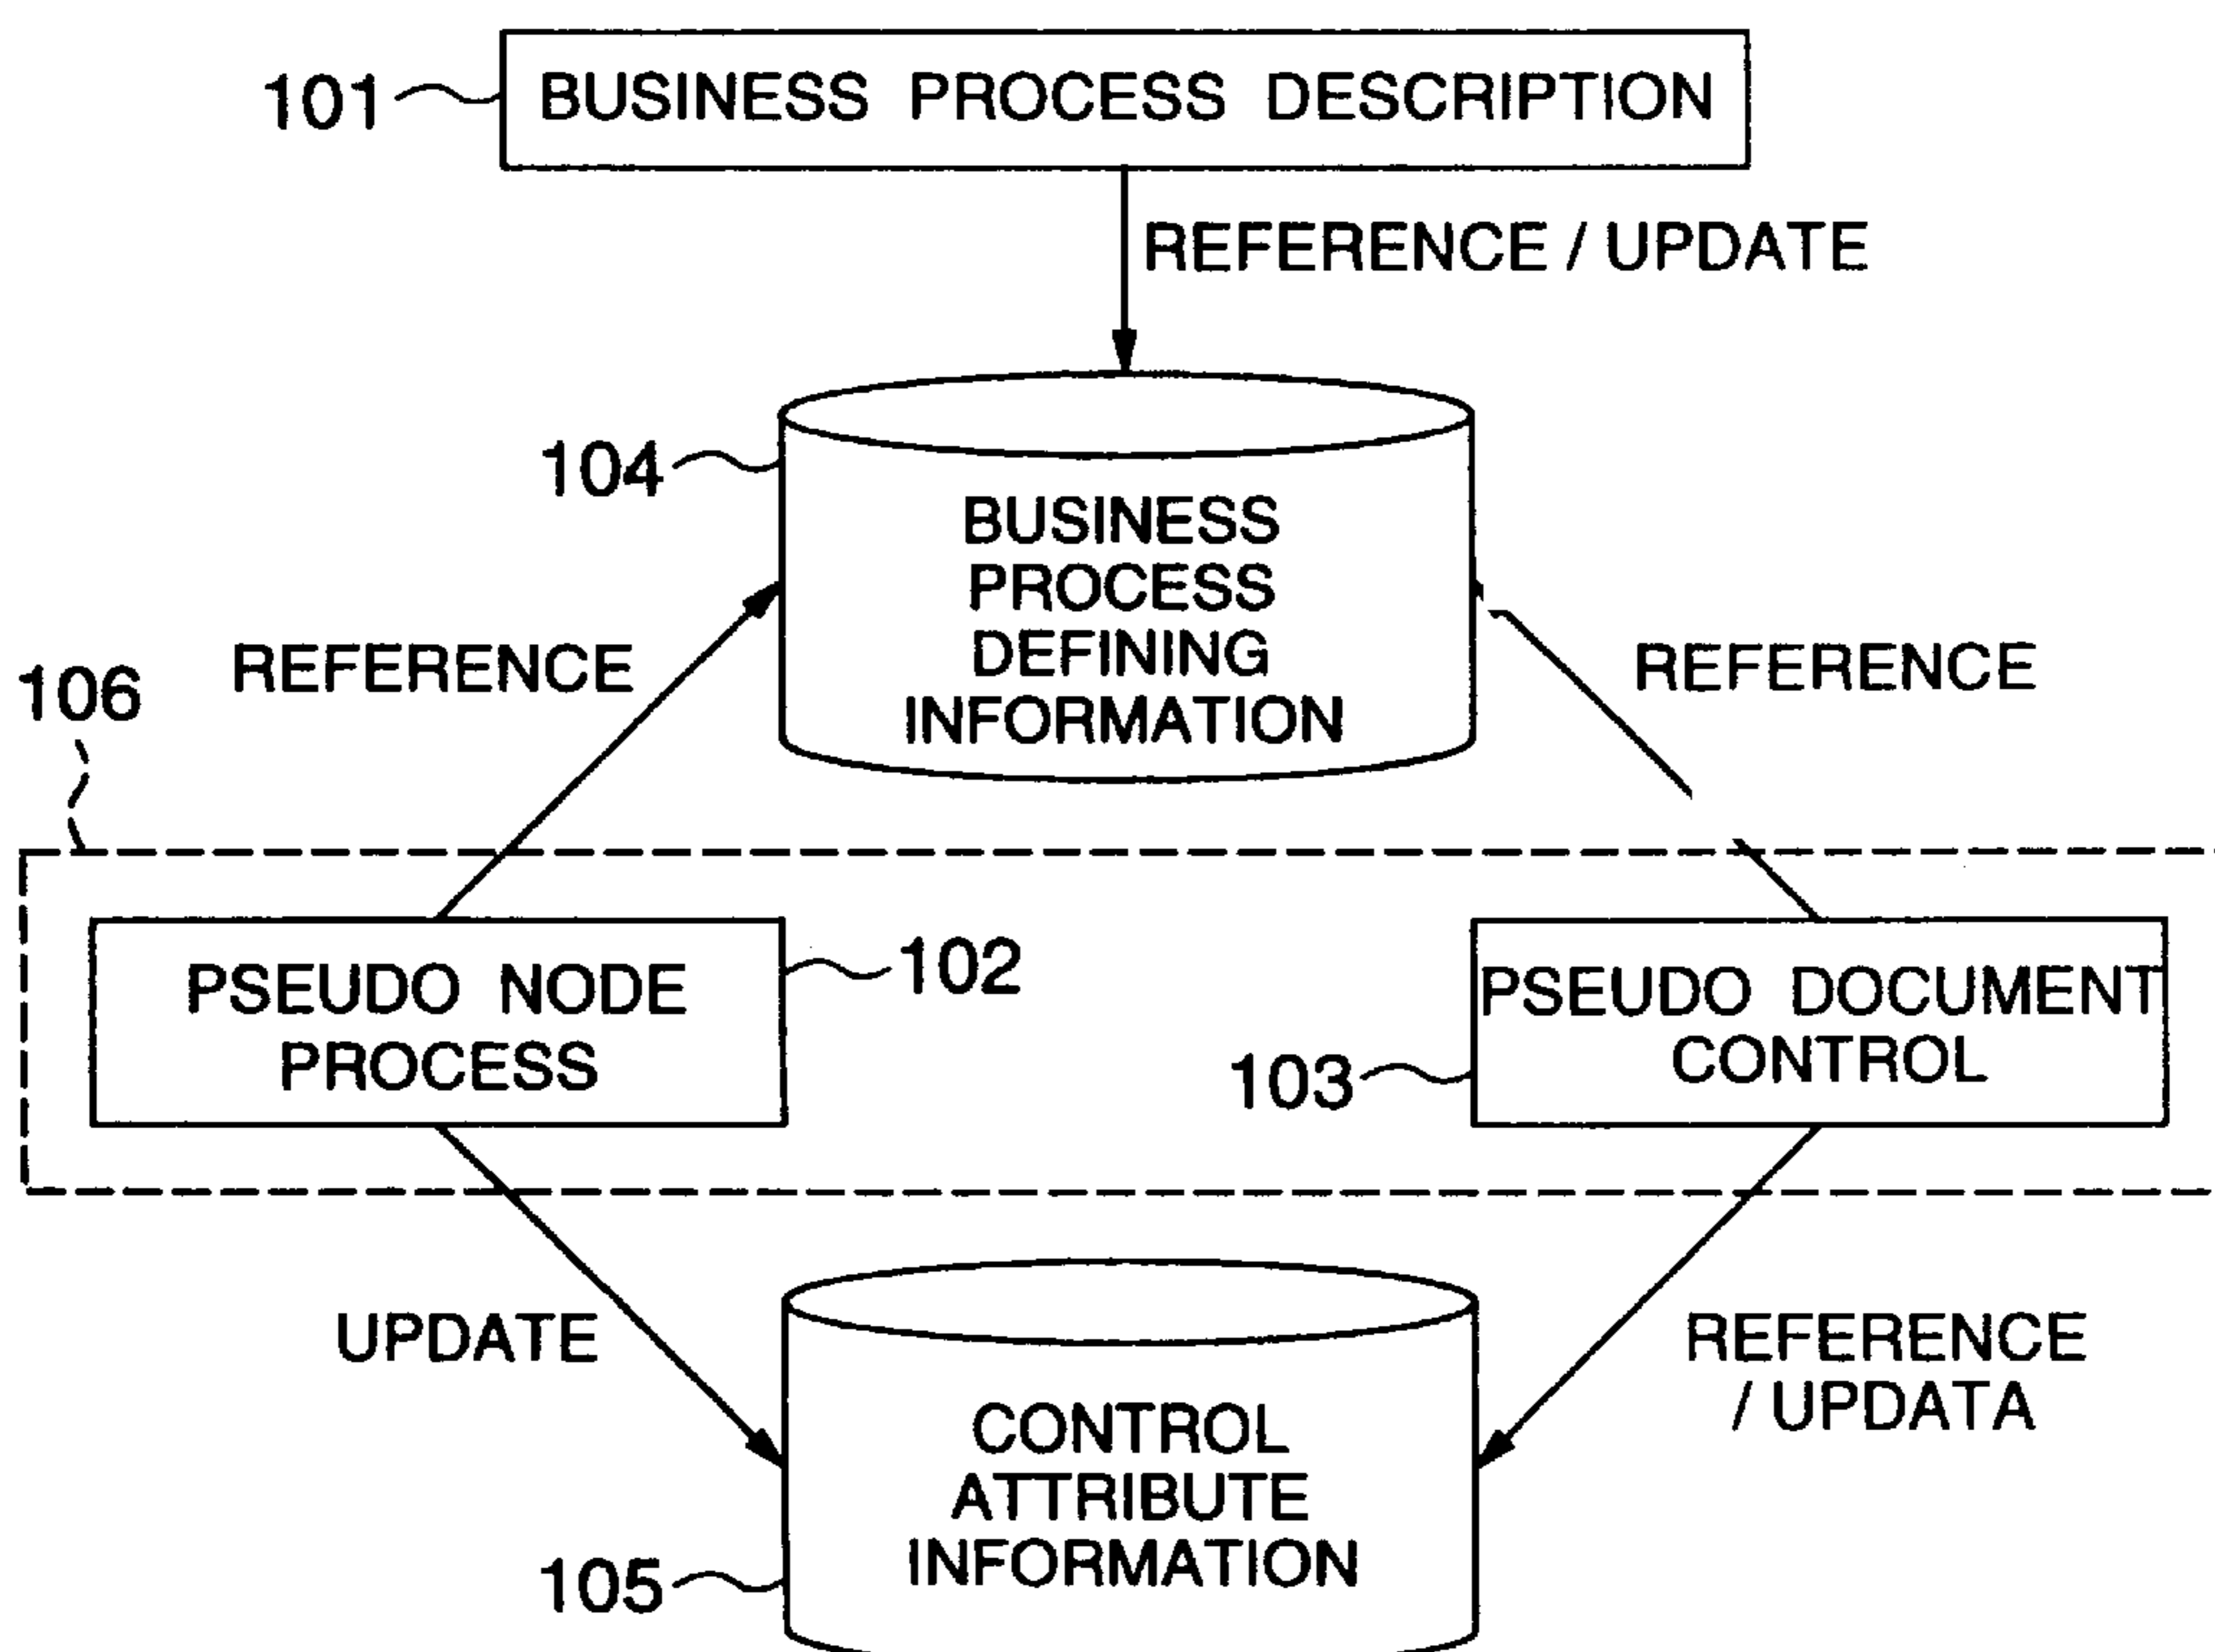 101
BUSINESS PROCESS DESCRIPTION
REFERENCE / UPDATE
104
BUSINESS
PROCESS
DEFINING
INFORMATION
REFERENCE
REFERENCE
106
PSEUDO NODE
PROCESS
102
PSEUDO DOCUMENT
CONTROL
103
UPDATE
REFERENCE
/ UPDATA
CONTROL
ATTRIBUTE
INFORMATION
105